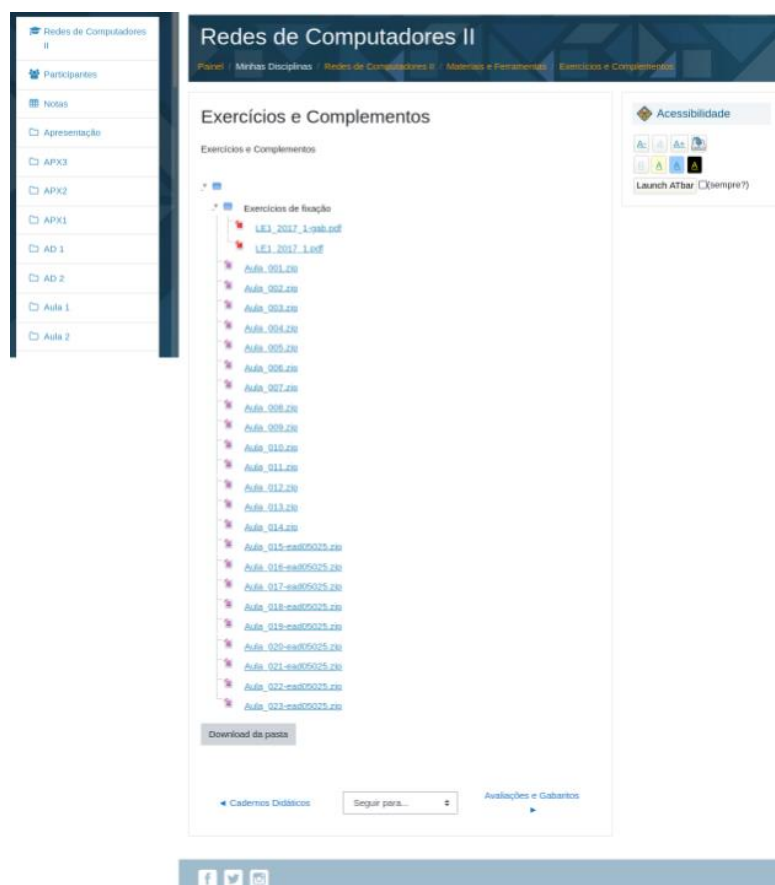 Redes de Computadores
II
Participantes
Notas
Apresentação
APX3
APX2
APX1
AD 1
AD 2
Aula 1
Aula 2
Redes de Computadores II
Painel / Minhas Disciplinas / Redes de Computadores II / Materiais e Ferramentas / Exercícios e Complementos
Exercícios e Complementos
Exercícios e Complementos
Exercícios de fixação
LE1_2017_1-gab.pdf
LE1_2017_1.pdf
Aula_001.zip
Aula_002.zip
Aula_003.zip
Aula_004.zip
Aula_005.zip
Aula_006.zip
Aula_007.zip
Aula_008.zip
Aula_009.zip
Aula_010.zip
Aula_011.zip
Aula_012.zip
Aula_013.zip
Aula_014.zip
Aula_015-ead05025.zip
Aula_016-ead05025.zip
Aula_017-ead05025.zip
Aula_018-ead05025.zip
Aula_019-ead05025.zip
Aula_020-ead05025.zip
Aula_021-ead05025.zip
Aula_022-ead05025.zip
Aula_023-ead05025.zip
Download da pasta
◄ Cadernos Didáticos
Seguir para...
Avaliações e Gabaritos
►
Acessibilidade
A- A A+
R A A A
Launch ATbar (sempre?)